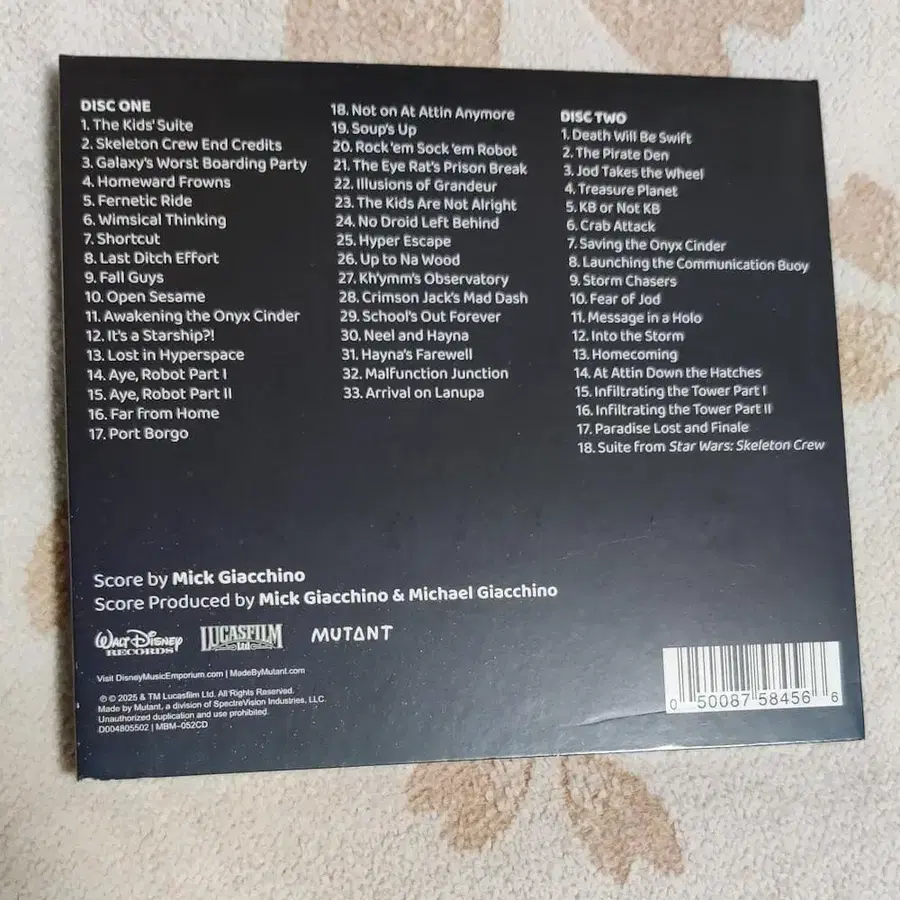 DISC ONE
1. The Kids' Suite
2. Skeleton Crew End Credits
3. Galaxy's Worst Boarding Party
4. Homeward Frowns
5. Fernetic Ride
6. Wimsical Thinking
7. Shortcut
8. Last Ditch Effort
9. Fall Guys
10. Open Sesame
11. Awakening the Onyx Cinder
12. It's a Starship?!
13. Lost in Hyperspace
14. Aye, Robot Part I
15. Aye, Robot Part II
16. Far from Home
17. Port Borgo
18. Not on At Attin Anymore
19. Soup's Up
20. Rock 'em Sock 'em Robot
21. The Eye Rat's Prison Break
22. Illusions of Grandeur
23. The Kids Are Not Alright
24. No Droid Left Behind
25. Hyper Escape
26. Up to Na Wood
27. Kh'ymm's Observatory
28. Crimson Jack's Mad Dash
29. School's Out Forever
30. Neel and Hayna
31. Hayna's Farewell
32. Malfunction Junction
33. Arrival on Lanupa
DISC TWO
1. Death Will Be Swift
2. The Pirate Den
3. Jod Takes the Wheel
4. Treasure Planet
5. KB or Not KB
6. Crab Attack
7. Saving the Onyx Cinder
8. Launching the Communication Buoy
9. Storm Chasers
10. Fear of Jod
11. Message in a Holo
12. Into the Storm
13. Homecoming
14. At Attin Down the Hatches
15. Infiltrating the Tower Part I
16. Infiltrating the Tower Part II
17. Paradise Lost and Finale
18. Suite from Star Wars: Skeleton Crew
Score by Mick Giacchino
Score Produced by Mick Giacchino & Michael Giacchino
WALT DISNEY RECORDS
LUCASFILM Ltd
MUTANT
Visit DisneyMusicEmporium.com | MadeByMutant.com
℗ © 2025 & TM Lucasfilm Ltd. All Rights Reserved.
Made by Mutant, a division of SpectreVision Industries, LLC.
Unauthorized duplication and use prohibited.
D004805502 | MBM-052CD
0 50087 58456 6